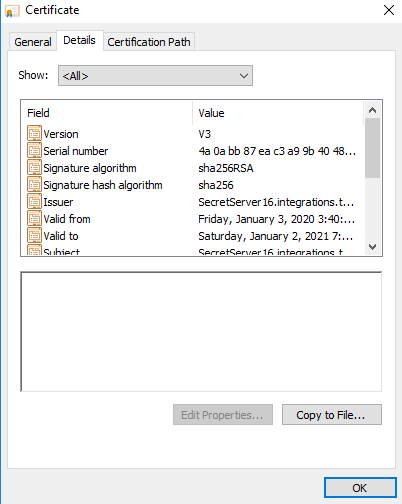 Certificate
General Details Certification Path
Show: <All>
Field Value
Version V3
Serial number 4a 0a bb 87 ea c3 a9 9b 40 48...
Signature algorithm sha256RSA
Signature hash algorithm sha256
Issuer SecretServer16.integrations.t...
Valid from Friday, January 3, 2020 3:40:...
Valid to Saturday, January 2, 2021 7:...
Subject SecretServer16.integrations.t...
Edit Properties... Copy to File...
OK